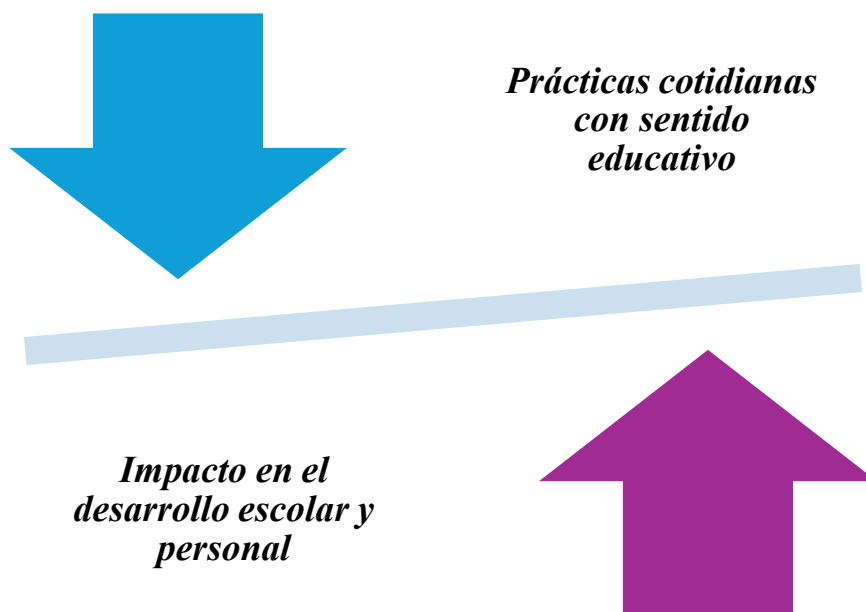 Prácticas cotidianas
con sentido
educativo
Impacto en el
desarrollo escolar y
personal